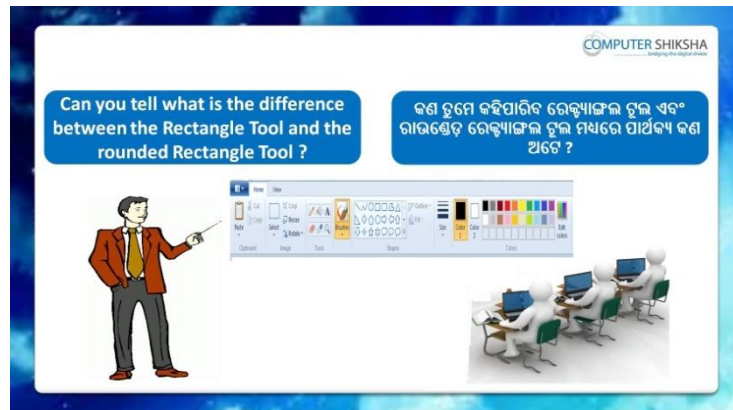 COMPUTER SHIKSHA
...bridging the digital divide
Can you tell what is the difference
between the Rectangle Tool and the
rounded Rectangle Tool ?
କଣ ତୁମେ କହିପାରିବ ରେକ୍ଟ୍ୟାଙ୍ଗଲ ଟୁଲ ଏବଂ
ରାଉଣ୍ଡେଡ଼ ରେକ୍ଟ୍ୟାଙ୍ଗଲ ଟୁଲ ମଧ୍ୟରେ ପାର୍ଥକ୍ୟ କଣ
ଅଟେ ?
Home View
Cut Crop Outline
Resize Fill
Paste Select Rotate Brushes Size Color 1 Color 2 Edit colors
Clipboard Image Tools Shapes Colors